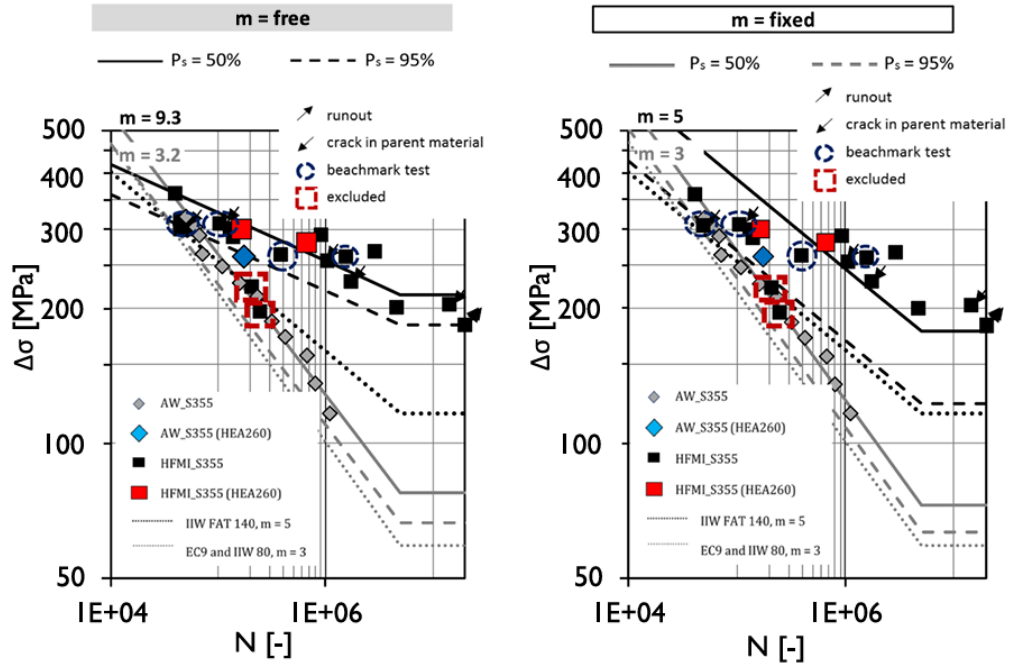 m = free
P_s = 50%
P_s = 95%
runout
crack in parent material
beachmark test
excluded
m = 9.3
m = 3.2
500
400
300
200
100
50
Δσ [MPa]
AW_S355
AW_S355 (HEA260)
HFMI_S355
HFMI_S355 (HEA260)
IIW FAT 140, m = 5
EC9 and IIW 80, m = 3
1E+04
1E+06
N [-]
m = fixed
P_s = 50%
P_s = 95%
runout
crack in parent material
beachmark test
excluded
m = 5
m = 3
500
400
300
200
100
50
Δσ [MPa]
AW_S355
AW_S355 (HEA260)
HFMI_S355
HFMI_S355 (HEA260)
IIW FAT 140, m = 5
EC9 and IIW 80, m = 3
1E+04
1E+06
N [-]